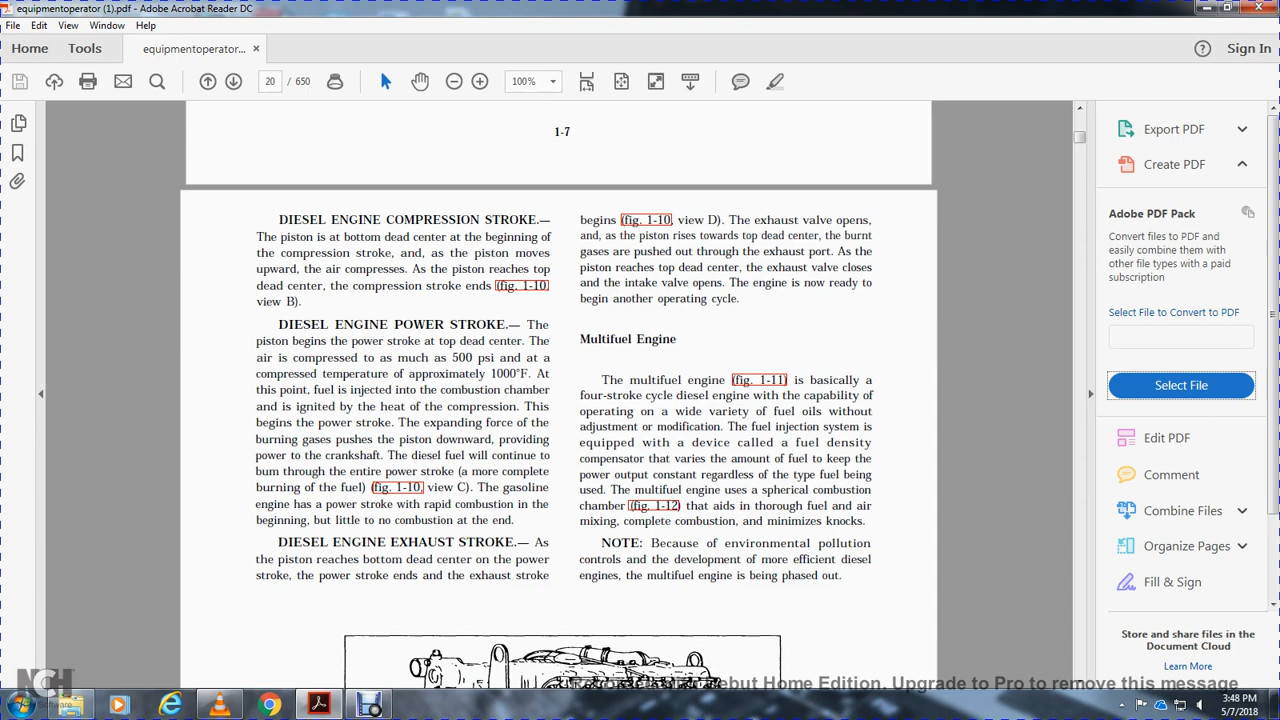 equipmentoperator (1).pdf - Adobe Acrobat Reader DC
File Edit View Window Help
Home Tools equipmentoperator... × Sign In
20 / 650 100%
1-7
DIESEL ENGINE COMPRESSION STROKE.—
The piston is at bottom dead center at the beginning of
the compression stroke, and, as the piston moves
upward, the air compresses. As the piston reaches top
dead center, the compression stroke ends (fig. 1-10,
view B).
DIESEL ENGINE POWER STROKE.— The
piston begins the power stroke at top dead center. The
air is compressed to as much as 500 psi and at a
compressed temperature of approximately 1000°F. At
this point, fuel is injected into the combustion chamber
and is ignited by the heat of the compression. This
begins the power stroke. The expanding force of the
burning gases pushes the piston downward, providing
power to the crankshaft. The diesel fuel will continue to
bum through the entire power stroke (a more complete
burning of the fuel) (fig. 1-10, view C). The gasoline
engine has a power stroke with rapid combustion in the
beginning, but little to no combustion at the end.
DIESEL ENGINE EXHAUST STROKE.— As
the piston reaches bottom dead center on the power
stroke, the power stroke ends and the exhaust stroke
begins (fig. 1-10, view D). The exhaust valve opens,
and, as the piston rises towards top dead center, the burnt
gases are pushed out through the exhaust port. As the
piston reaches top dead center, the exhaust valve closes
and the intake valve opens. The engine is now ready to
begin another operating cycle.
Multifuel Engine
The multifuel engine (fig. 1-11) is basically a
four-stroke cycle diesel engine with the capability of
operating on a wide variety of fuel oils without
adjustment or modification. The fuel injection system is
equipped with a device called a fuel density
compensator that varies the amount of fuel to keep the
power output constant regardless of the type fuel being
used. The multifuel engine uses a spherical combustion
chamber (fig. 1-12) that aids in thorough fuel and air
mixing, complete combustion, and minimizes knocks.
NOTE: Because of environmental pollution
controls and the development of more efficient diesel
engines, the multifuel engine is being phased out.
Export PDF
Create PDF
Adobe PDF Pack
Convert files to PDF and
easily combine them with
other file types with a paid
subscription
Select File to Convert to PDF
Select File
Edit PDF
Comment
Combine Files
Organize Pages
Fill & Sign
Store and share files in the
Document Cloud
Learn More
NCH
Software
ebut Home Edition. Upgrade to Pro to remove this message
3:48 PM
5/7/2018